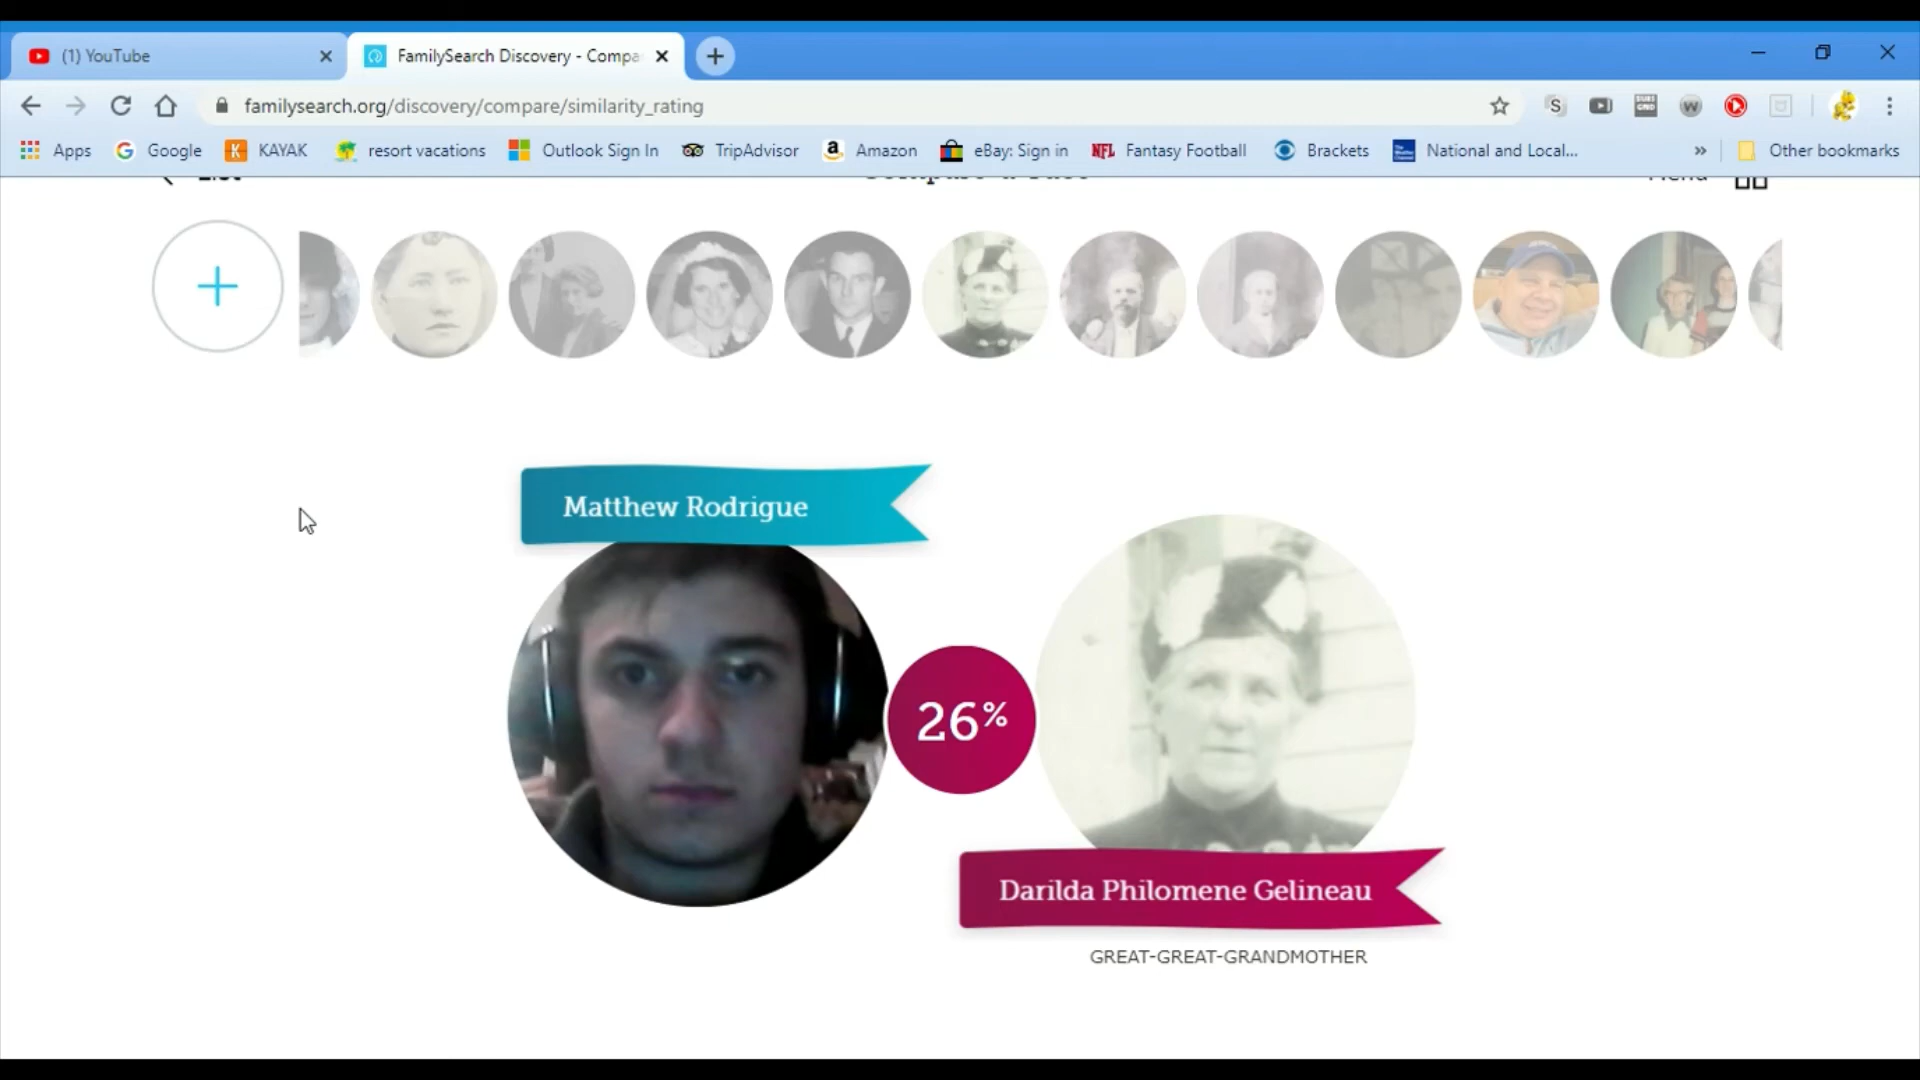 (1) YouTube
FamilySearch Discovery - Compa
familysearch.org/discovery/compare/similarity_rating
Apps Google KAYAK resort vacations Outlook Sign In TripAdvisor Amazon eBay: Sign in NFL Fantasy Football Brackets National and Local... » Other bookmarks
Matthew Rodrigue
26%
Darilda Philomene Gelineau
GREAT-GREAT-GRANDMOTHER